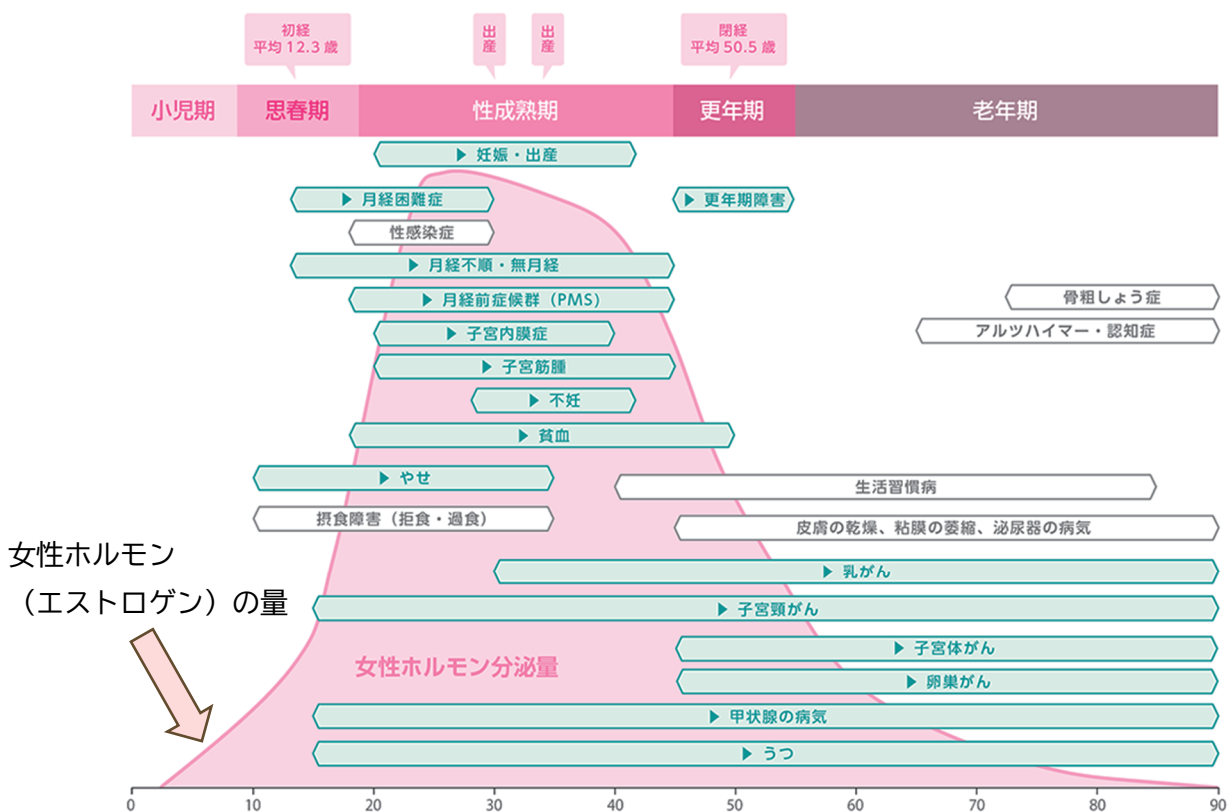 初経
平均 12.3 歳
出産
出産
閉経
平均 50.5 歳
小児期
思春期
性成熟期
更年期
老年期
▶ 妊娠・出産
▶ 月経困難症
▶ 更年期障害
性感染症
▶ 月経不順・無月経
▶ 月経前症候群（PMS）
骨粗しょう症
▶ 子宮内膜症
アルツハイマー・認知症
▶ 子宮筋腫
▶ 不妊
▶ 貧血
▶ やせ
生活習慣病
摂食障害（拒食・過食）
皮膚の乾燥、粘膜の萎縮、泌尿器の病気
女性ホルモン
（エストロゲン）の量
▶ 乳がん
▶ 子宮頸がん
▶ 子宮体がん
女性ホルモン分泌量
▶ 卵巣がん
▶ 甲状腺の病気
▶ うつ
0 10 20 30 40 50 60 70 80 90